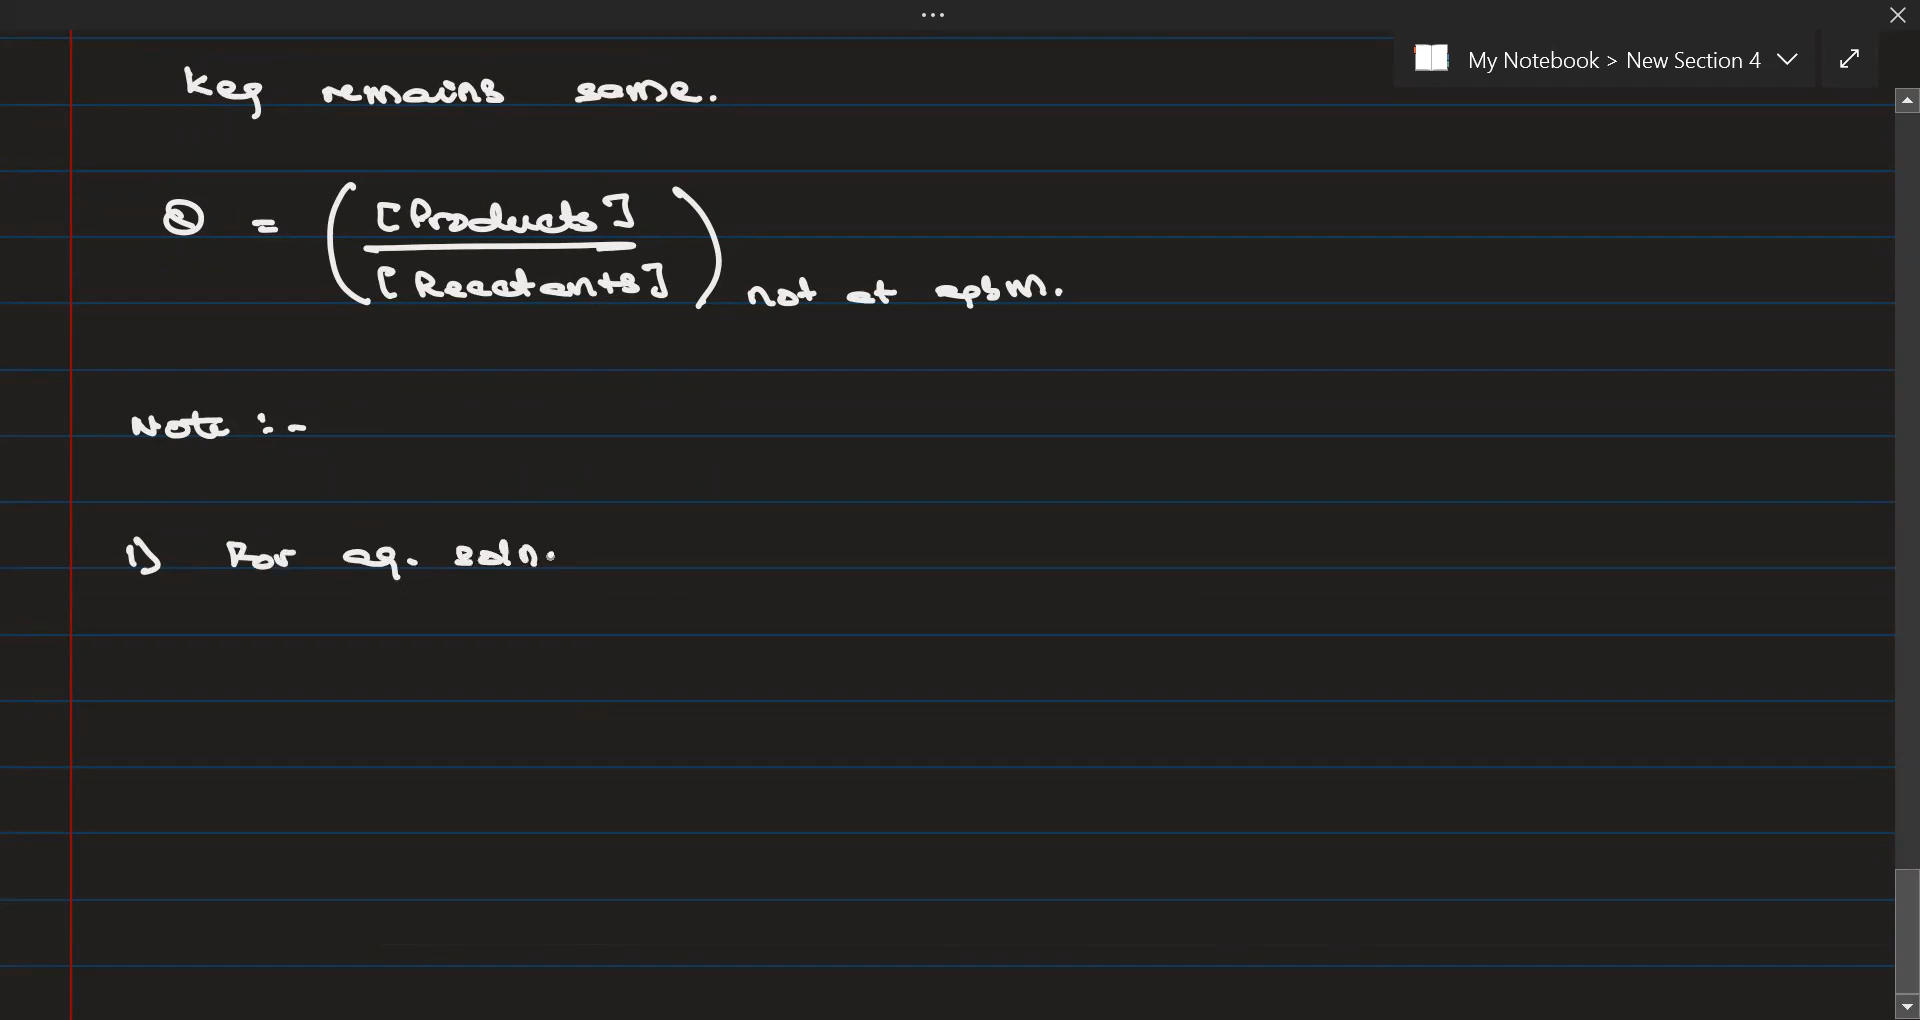 ...
My Notebook > New Section 4
Keq remains same.
Q = ([Products] / [Reactants]) not at eqbm.
Note :-
1) For aq. soln.